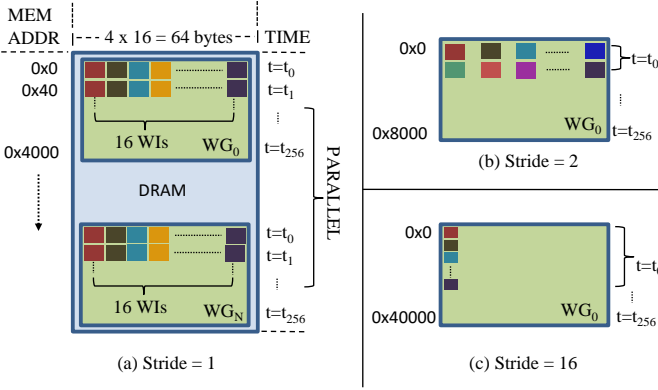 MEM
ADDR
4 x 16 = 64 bytes
TIME
0x0
t=t0
0x40
t=t1
16 WIs
WG0
0x4000
t=t256
DRAM
PARALLEL
t=t0
t=t1
16 WIs
WGN
t=t256
(a) Stride = 1
0x0
t=t0
WG0
0x8000
t=t256
(b) Stride = 2
0x0
WG0
0x40000
t=t256
(c) Stride = 16